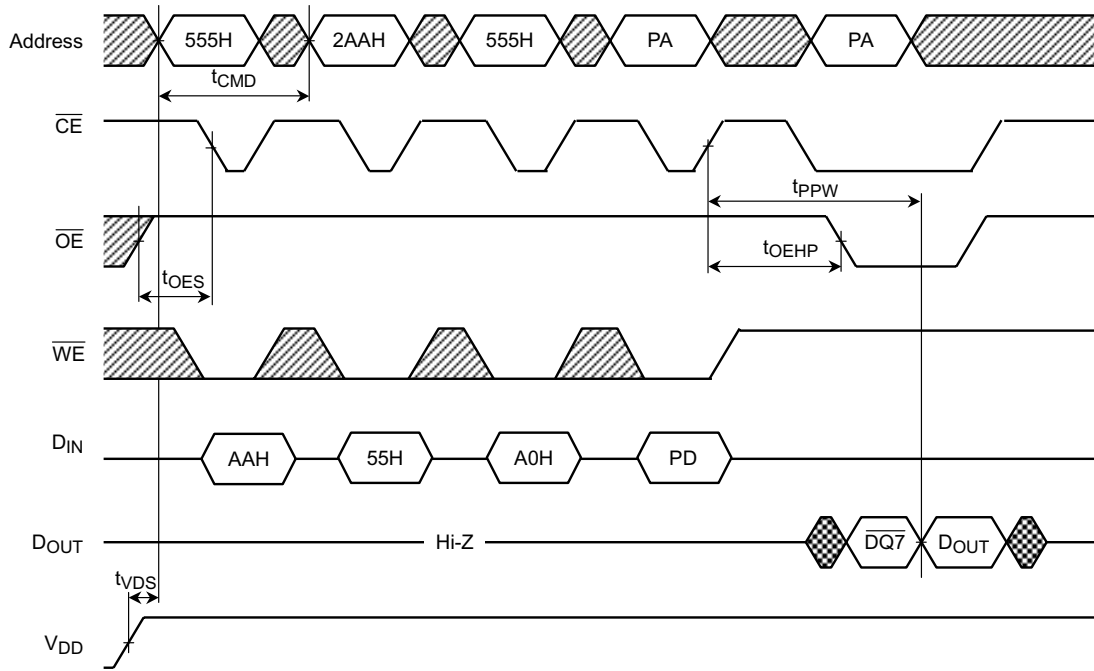 Address 555H 2AAH 555H PA PA
tCMD
CE
tPPW
OE
tOEHP
tOES
WE
DIN AAH 55H A0H PD
DOUT Hi-Z DQ7 DOUT
tVDS
VDD